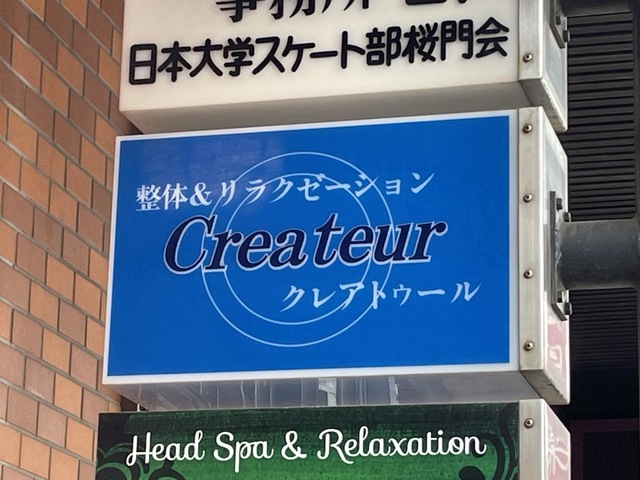 日本大学スケート部桜門会
整体&リラクゼーション
Createur
クレアトゥール
Head Spa & Relaxation